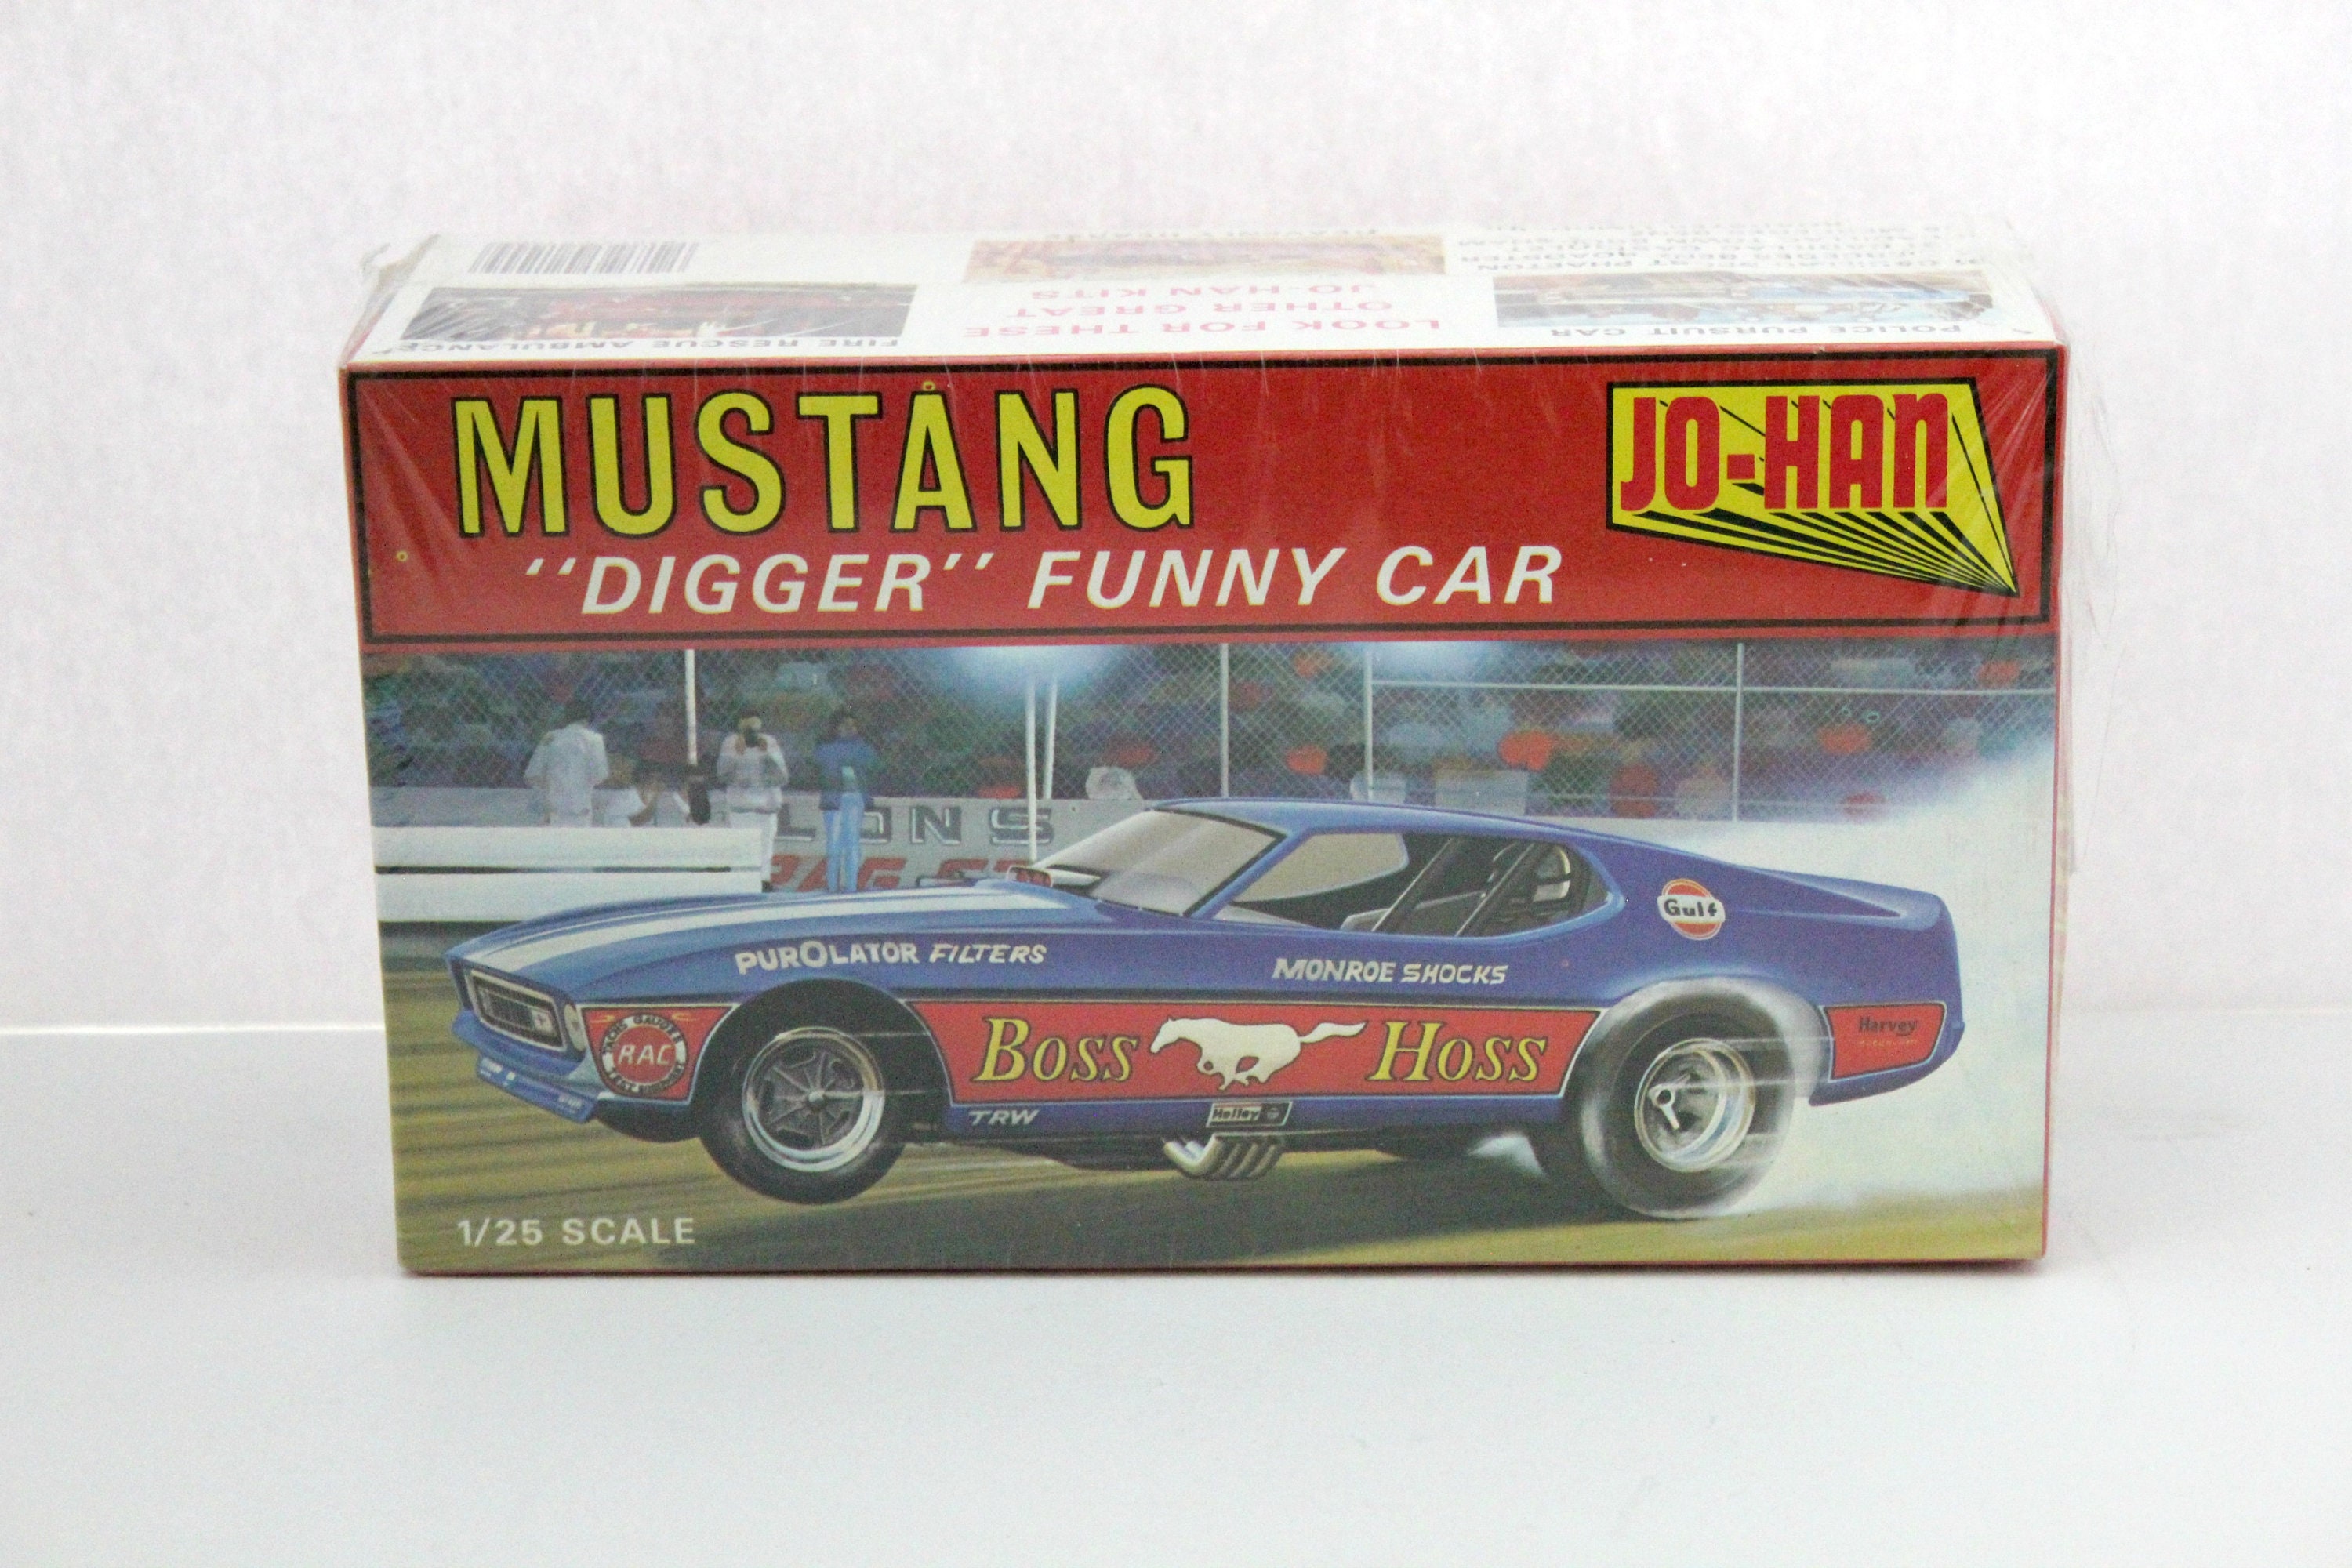 FIRE RESCUE AMBULANCE
LOOK FOR THESE
OTHER GREAT
JO-HAN KITS
POLICE PURSUIT CAR
MUSTANG
"DIGGER" FUNNY CAR
JO-HAN
LONS
Gulf
PUROLATOR FILTERS
MONROE SHOCKS
RAC
BOSS HOSS
Harvey
TRW
Holley
1/25 SCALE